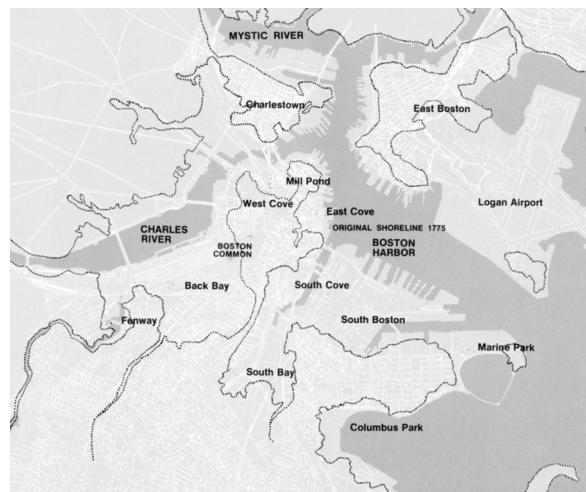 MYSTIC RIVER
Charlestown
East Boston
Mill Pond
West Cove
East Cove
Logan Airport
ORIGINAL SHORELINE 1775
CHARLES
RIVER
BOSTON
COMMON
BOSTON
HARBOR
Back Bay
South Cove
Fenway
South Boston
Marine Park
South Bay
Columbus Park